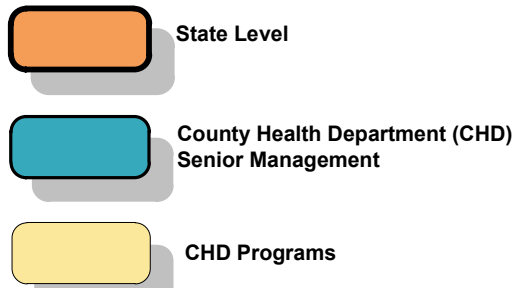 State Level
County Health Department (CHD)
Senior Management
CHD Programs